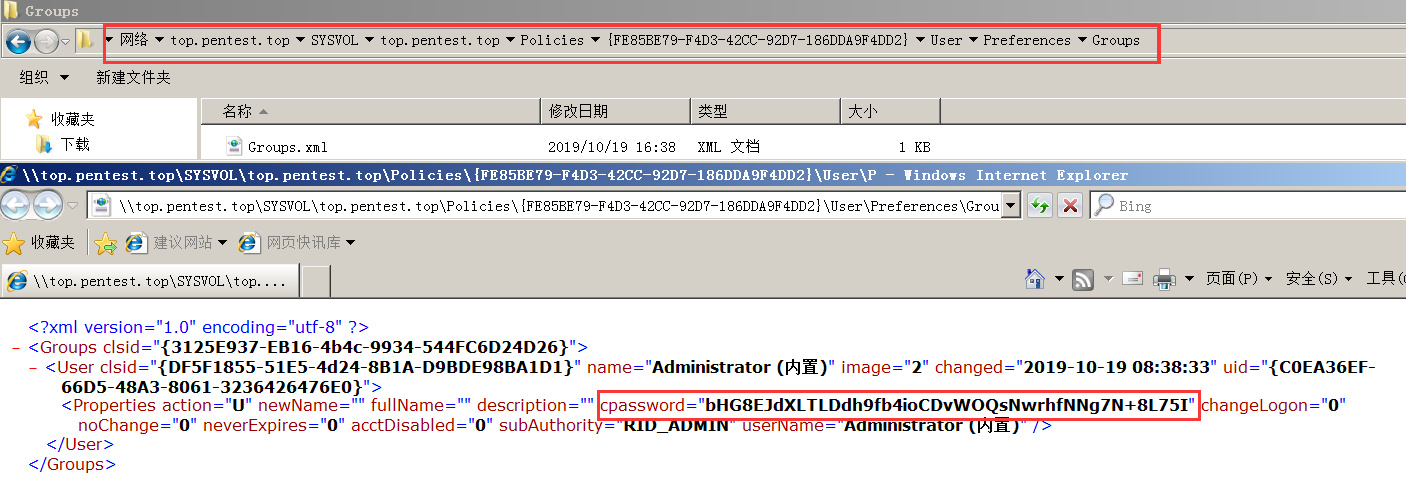 Groups
网络 top.pentest.top SYSVOL top.pentest.top Policies {FE85BE79-F4D3-42CC-92D7-186DDA9F4DD2} User Preferences Groups
组织 新建文件夹
收藏夹 名称 修改日期 类型 大小
下载 Groups.xml 2019/10/19 16:38 XML 文档 1 KB
\\top.pentest.top\SYSVOL\top.pentest.top\Policies\{FE85BE79-F4D3-42CC-92D7-186DDA9F4DD2}\User\P - Windows Internet Explorer
\\top.pentest.top\SYSVOL\top.pentest.top\Policies\{FE85BE79-F4D3-42CC-92D7-186DDA9F4DD2}\User\Preferences\Grou Bing
收藏夹 建议网站 网页快讯库
\\top.pentest.top\SYSVOL\top.... 页面(P) 安全(S) 工具(
<?xml version="1.0" encoding="utf-8" ?>
- <Groups clsid="{3125E937-EB16-4b4c-9934-544FC6D24D26}">
- <User clsid="{DF5F1855-51E5-4d24-8B1A-D9BDE98BA1D1}" name="Administrator (内置)" image="2" changed="2019-10-19 08:38:33" uid="{C0EA36EF-
66D5-48A3-8061-3236426476E0}">
<Properties action="U" newName="" fullName="" description="" cpassword="bHG8EJdXLTLDdh9fb4ioCDvWOQsNwrhfNNg7N+8L75I" changeLogon="0"
noChange="0" neverExpires="0" acctDisabled="0" subAuthority="RID_ADMIN" userName="Administrator (内置)" />
</User>
</Groups>